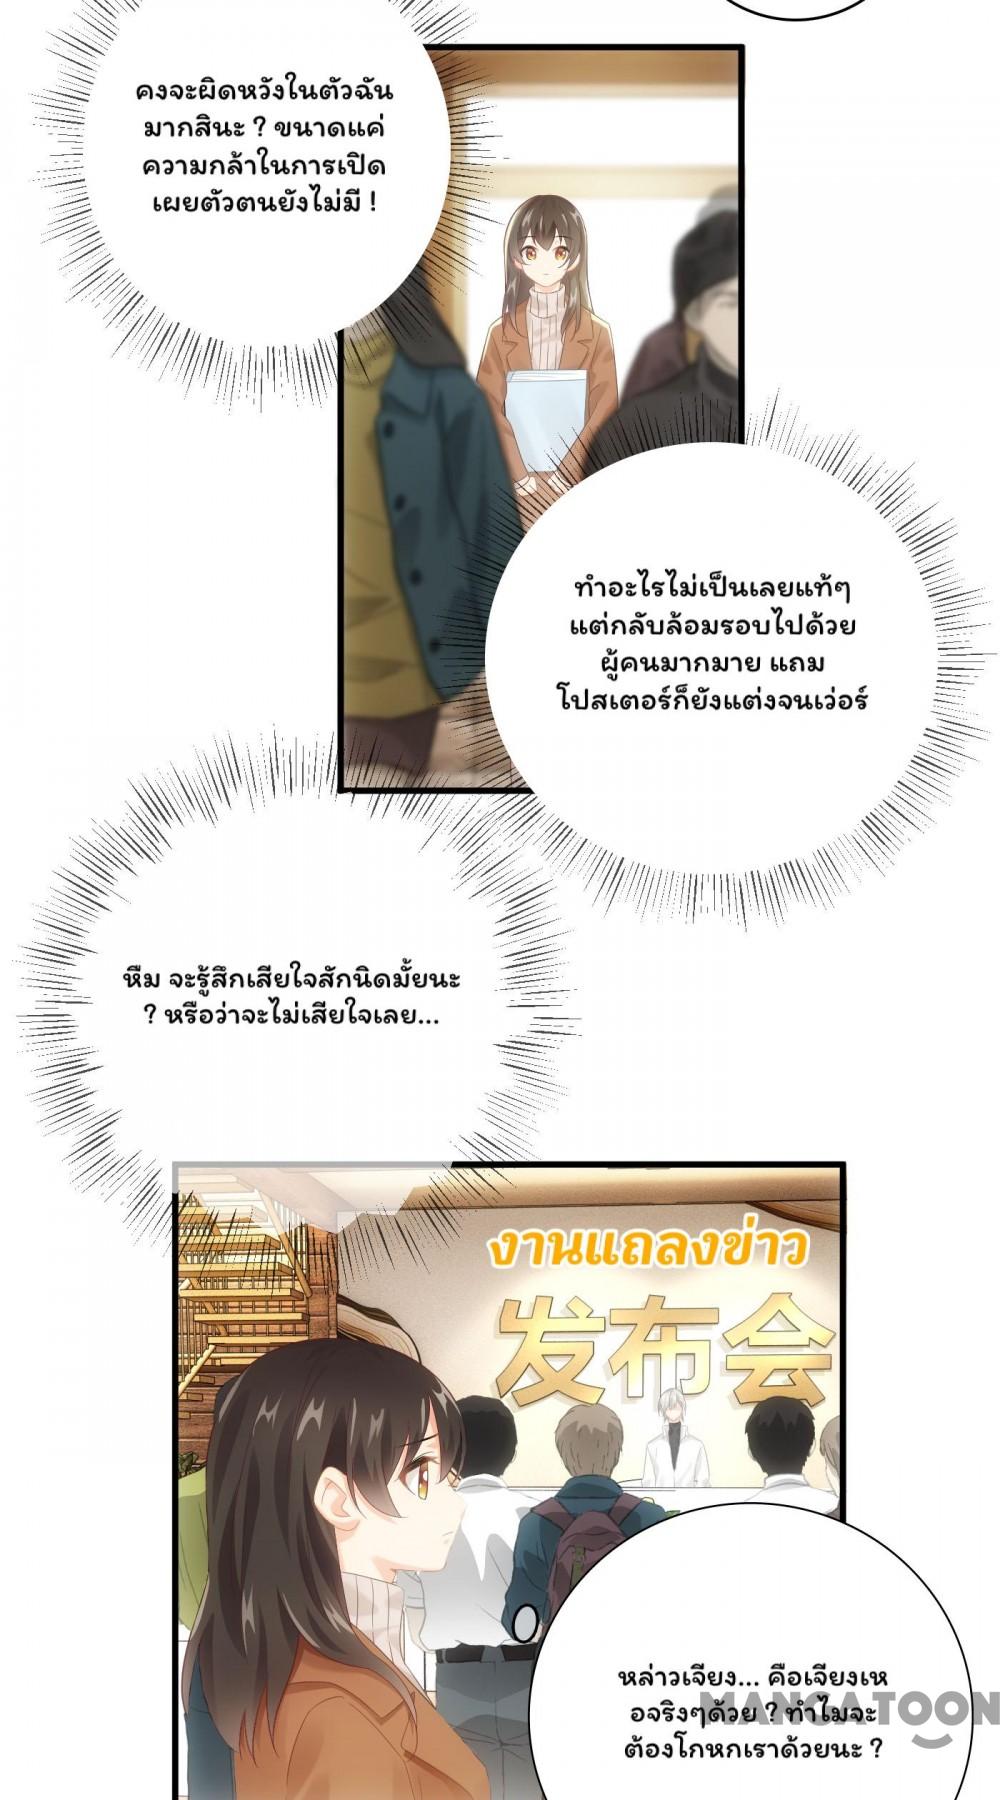 คงจะผิดหวังในตัวฉัน
มากสินะ ? ขนาดแค่
ความกล้าในการเปิด
เผยตัวตนยังไม่มี !
ทำอะไรไม่เป็นเลยแท้ๆ
แต่กลับล้อมรอบไปด้วย
ผู้คนมากมาย แถม
โปสเตอร์ก็ยังแต่งจนเว่อร์
หืม จะรู้สึกเสียใจสักนิดมั้ยนะ
? หรือว่าจะไม่เสียใจเลย...
งานแถลงข่าว
发布会
หล่าวเจียง... คือเจียงเห
อจริงๆด้วย ? ทำไมจะ
ต้องโกหกเราด้วยนะ ?
MANGATOON